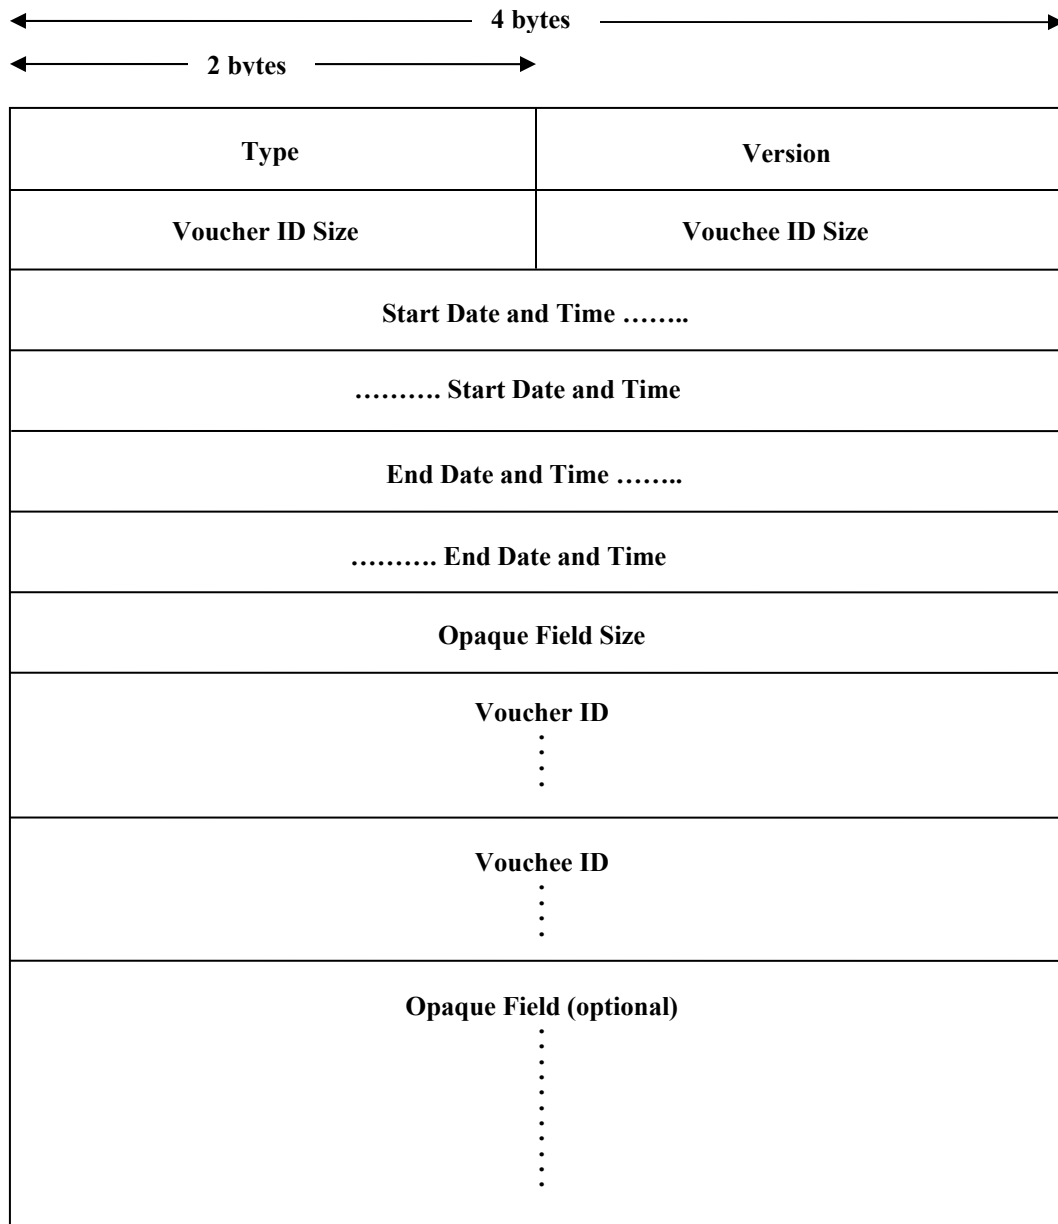 4 bytes
2 bytes
Type Version
Voucher ID Size Vouchee ID Size
Start Date and Time ……..
………. Start Date and Time
End Date and Time ……..
………. End Date and Time
Opaque Field Size
Voucher ID
Vouchee ID
Opaque Field (optional)